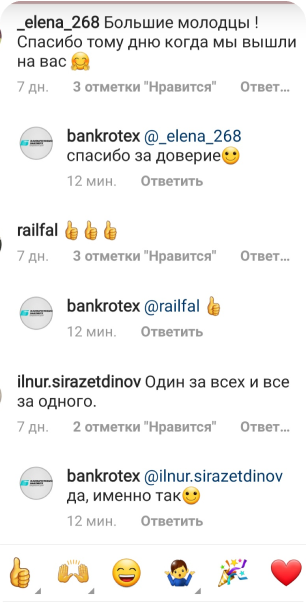 _elena_268 Большие молодцы !
Спасибо тому дню когда мы вышли
на вас 🤗
7 дн. 3 отметки "Нравится" Ответ...
bankrotex @_elena_268
спасибо за доверие🙂
12 мин. Ответить
railfal 👍👍👍
7 дн. 3 отметки "Нравится" Ответ...
bankrotex @railfal 👍
12 мин. Ответить
ilnur.sirazetdinov Один за всех и все
за одного.
7 дн. 2 отметки "Нравится" Ответ...
bankrotex @ilnur.sirazetdinov
да, именно так🙂
12 мин. Ответить